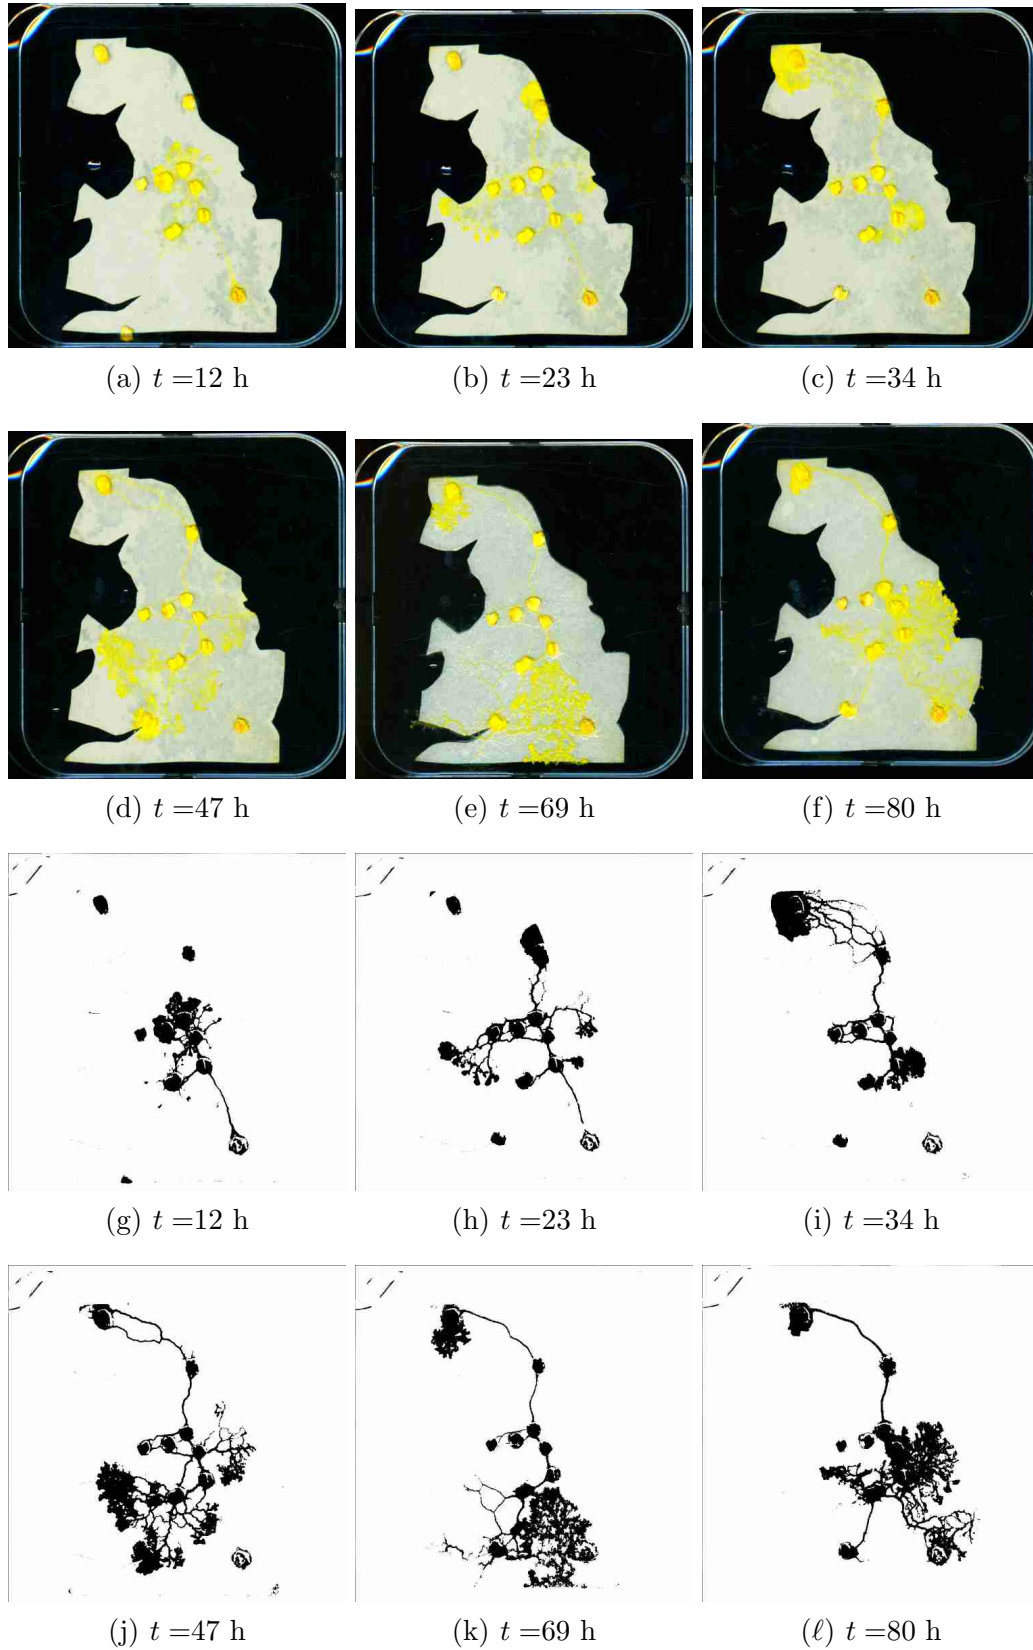 (a) t =12 h
(b) t =23 h
(c) t =34 h
(d) t =47 h
(e) t =69 h
(f) t =80 h
(g) t =12 h
(h) t =23 h
(i) t =34 h
(j) t =47 h
(k) t =69 h
(ℓ) t =80 h